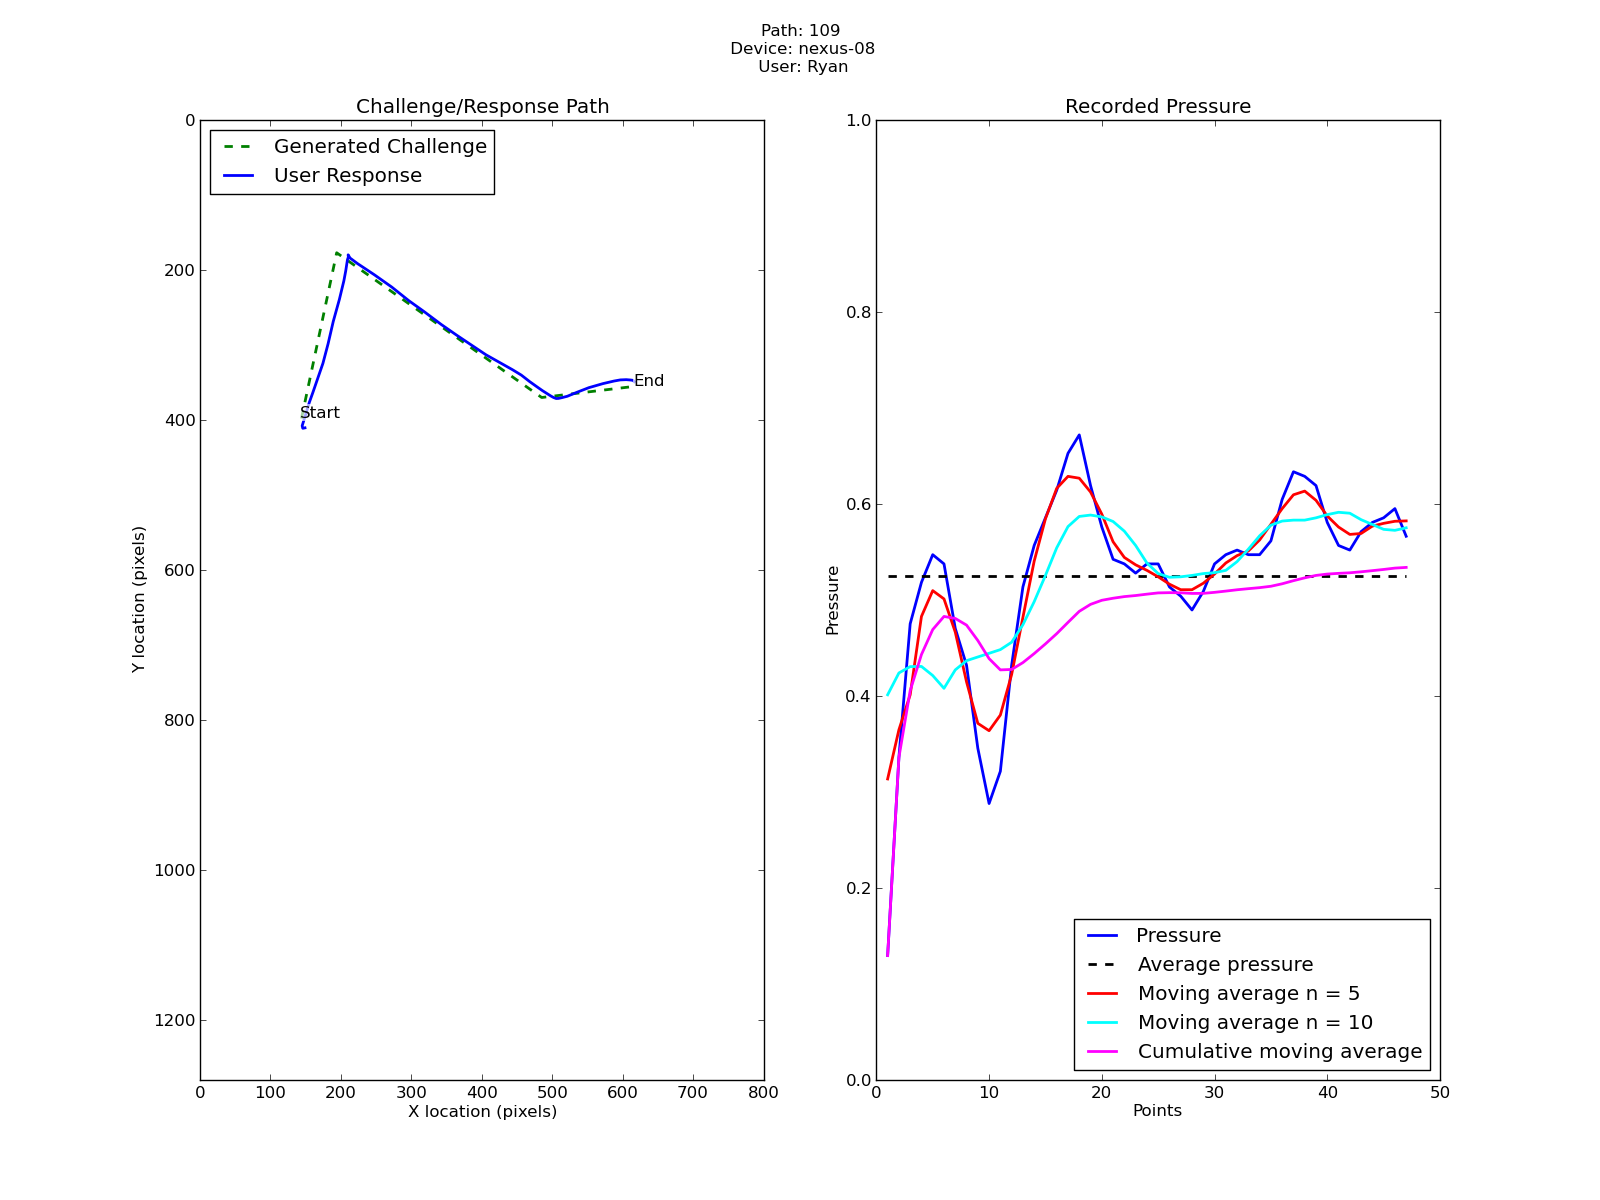 Path: 109
Device: nexus-08
User: Ryan
Challenge/Response Path
0
200
400
600
800
1000
1200
Y location (pixels)
Generated Challenge
User Response
Start
End
0 100 200 300 400 500 600 700 800
X location (pixels)
Recorded Pressure
1.0
0.8
0.6
0.4
0.2
0.0
Pressure
Pressure
Average pressure
Moving average n = 5
Moving average n = 10
Cumulative moving average
0 10 20 30 40 50
Points